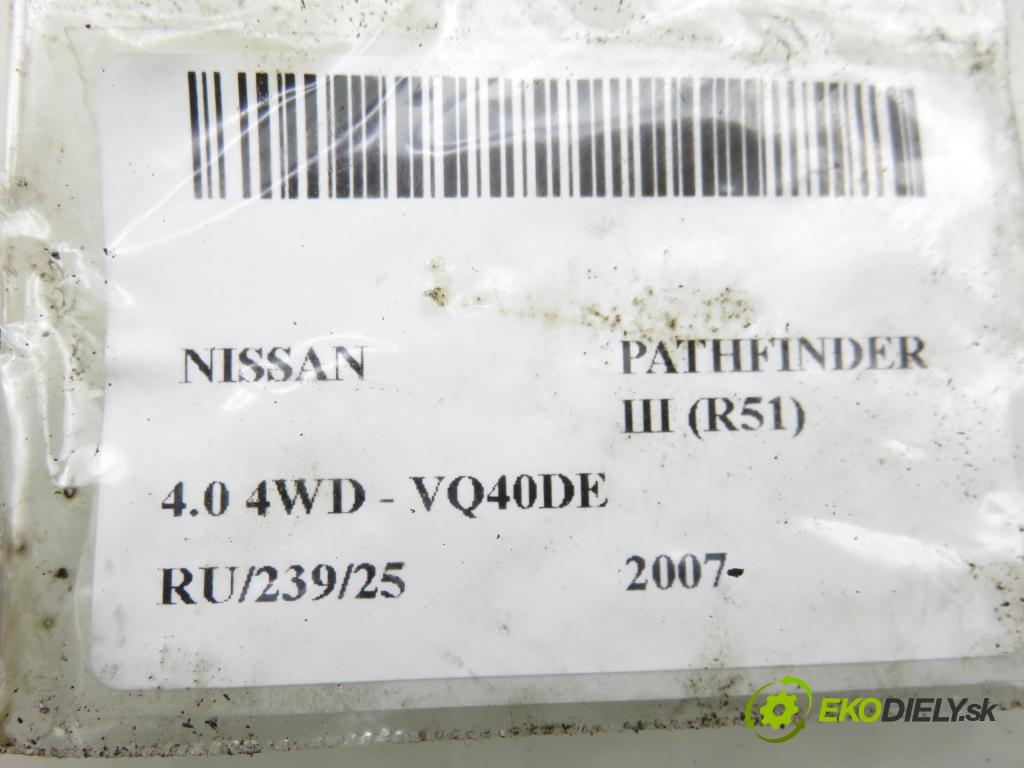 NISSAN
PATHFINDER
III (R51)
4.0 4WD - VQ40DE
RU/239/25
2007-
EKODIELY.sk